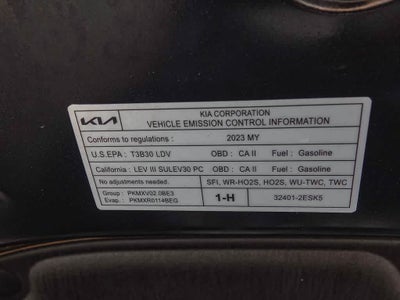 KIA
KIA CORPORATION
VEHICLE EMISSION CONTROL INFORMATION
Conforms to regulations : 2023 MY
U.S.EPA : T3B30 LDV OBD : CA II Fuel : Gasoline
California : LEV III SULEV30 PC OBD : CA II Fuel : Gasoline
No adjustments needed. SFI, WR-HO2S, HO2S, WU-TWC, TWC
Group : PKMXV02.0BE3
Evap. : PKMXR0114BEG
1-H
32401-2ESK5